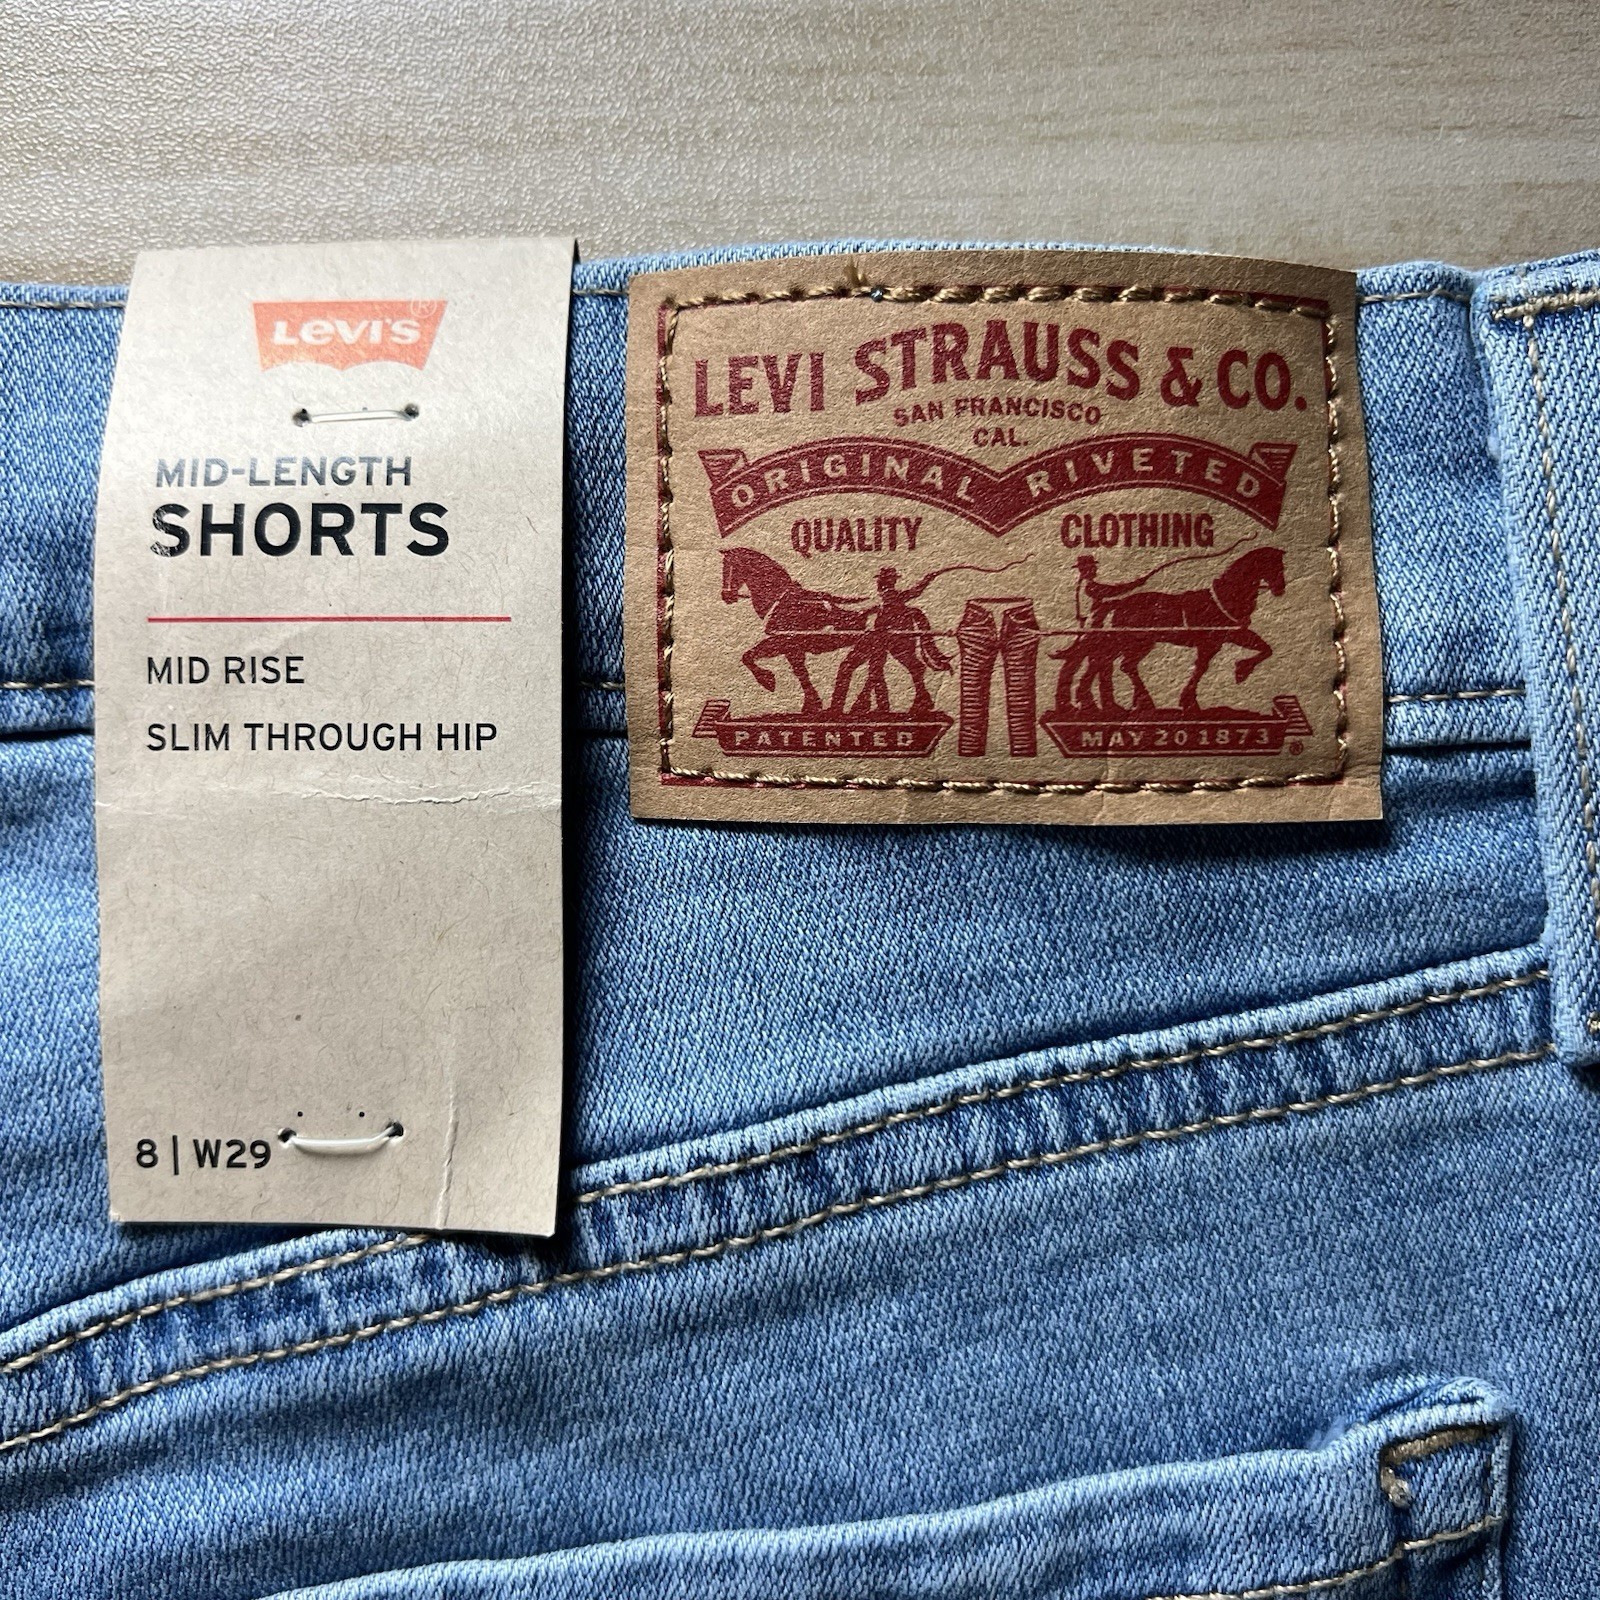 LEVI'S®
MID-LENGTH
SHORTS
MID RISE
SLIM THROUGH HIP
8 | W29
LEVI STRAUSS & CO.
SAN FRANCISCO
CAL.
ORIGINAL RIVETED
QUALITY CLOTHING
PATENTED MAY 20 1873 ®